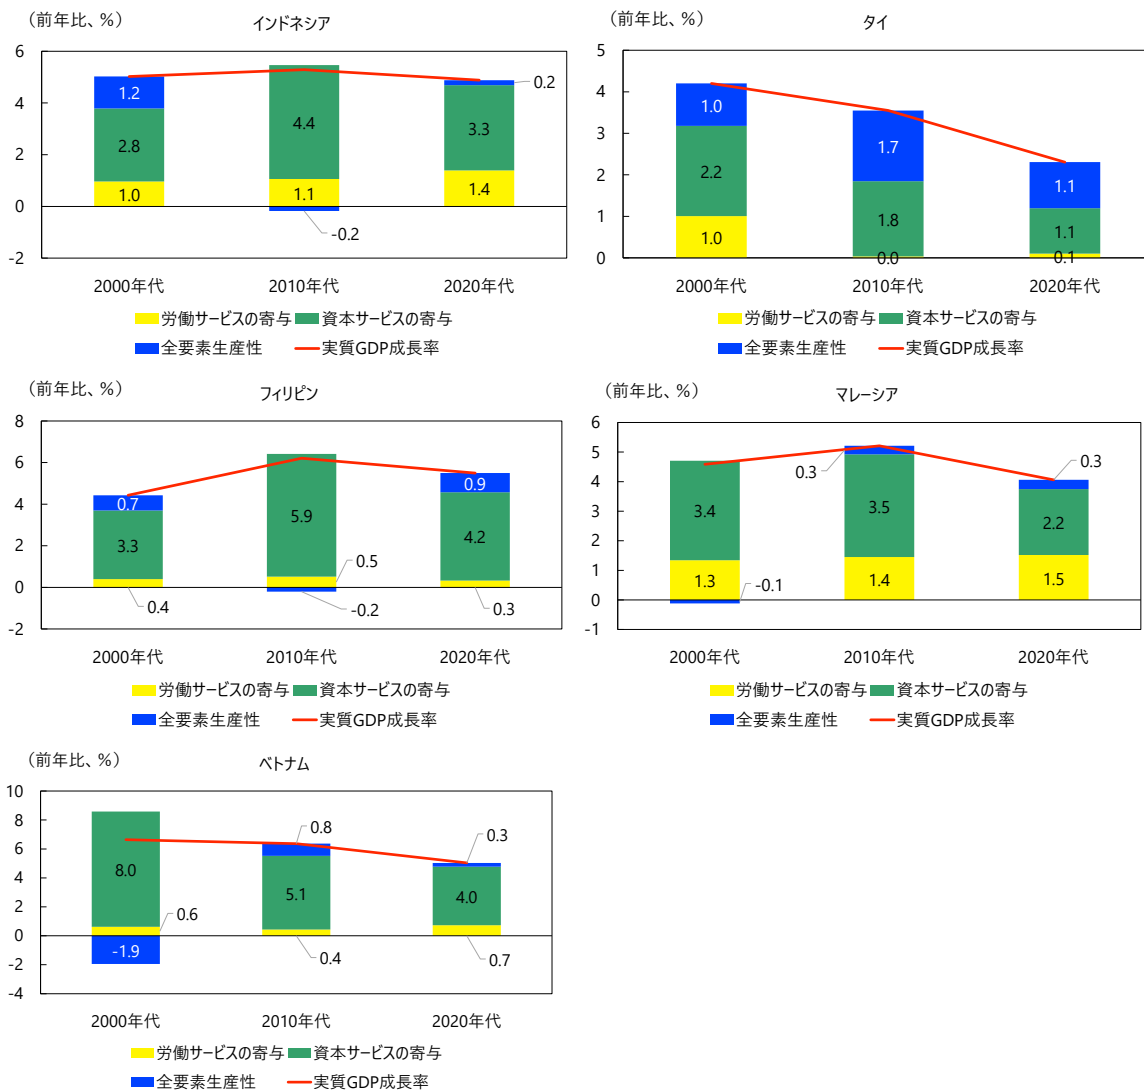 (前年比、%)
インドネシア
6
4
2
0
-2
1.2
2.8
1.0
4.4
1.1
-0.2
0.2
3.3
1.4
2000年代
2010年代
2020年代
労働サービスの寄与 資本サービスの寄与
全要素生産性 実質GDP成長率
(前年比、%)
タイ
5
4
3
2
1
0
1.0
2.2
1.0
1.7
1.8
0.0
1.1
1.1
0.1
2000年代
2010年代
2020年代
労働サービスの寄与 資本サービスの寄与
全要素生産性 実質GDP成長率
(前年比、%)
フィリピン
8
6
4
2
0
-2
0.7
3.3
0.4
5.9
0.5
-0.2
0.9
4.2
0.3
2000年代
2010年代
2020年代
労働サービスの寄与 資本サービスの寄与
全要素生産性 実質GDP成長率
(前年比、%)
マレーシア
6
5
4
3
2
1
0
-1
3.4
1.3
-0.1
0.3
3.5
1.4
0.3
2.2
1.5
2000年代
2010年代
2020年代
労働サービスの寄与 資本サービスの寄与
全要素生産性 実質GDP成長率
(前年比、%)
ベトナム
10
8
6
4
2
0
-2
-4
8.0
0.6
-1.9
0.8
5.1
0.4
0.3
4.0
0.7
2000年代
2010年代
2020年代
労働サービスの寄与 資本サービスの寄与
全要素生産性 実質GDP成長率